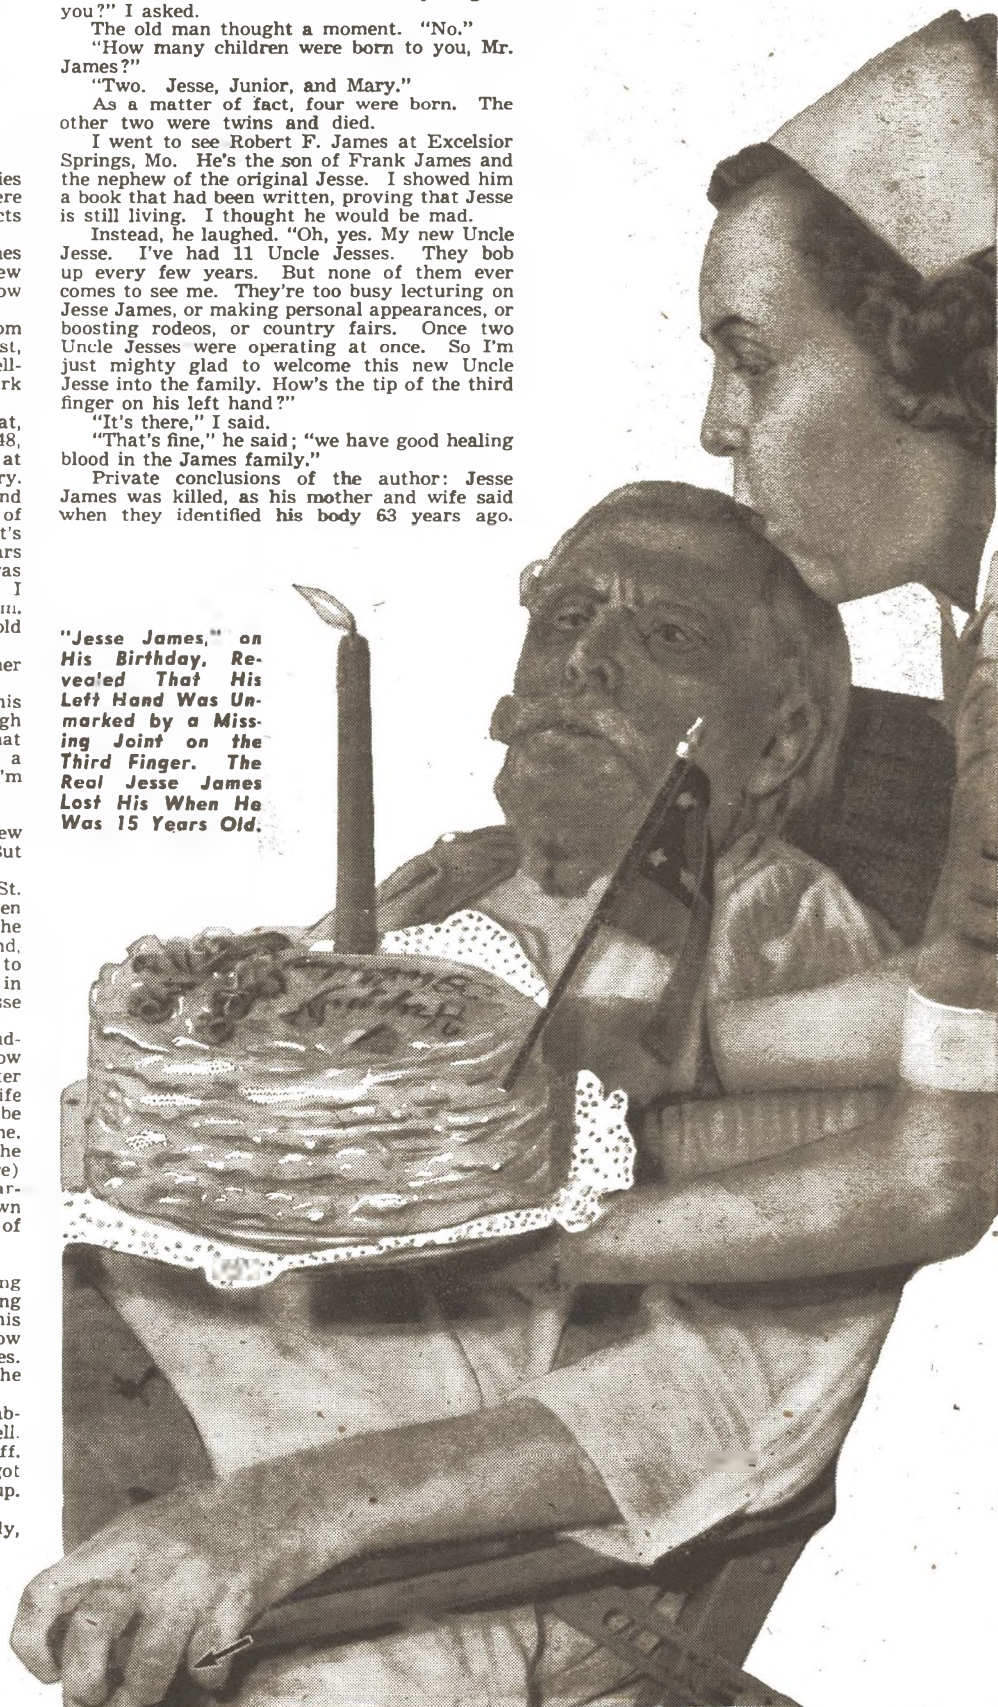 you?" I asked.
The old man thought a moment. "No."
"How many children were born to you, Mr.
James?"
"Two. Jesse, Junior, and Mary."
As a matter of fact, four were born. The
other two were twins and died.
I went to see Robert F. James at Excelsior
Springs, Mo. He's the son of Frank James and
the nephew of the original Jesse. I showed him
a book that had been written, proving that Jesse
is still living. I thought he would be mad.
Instead, he laughed. "Oh, yes. My new Uncle
Jesse. I've had 11 Uncle Jesses. They bob
up every few years. But none of them ever
comes to see me. They're too busy lecturing on
Jesse James, or making personal appearances, or
boosting rodeos, or country fairs. Once two
Uncle Jesses were operating at once. So I'm
just mighty glad to welcome this new Uncle
Jesse into the family. How's the tip of the third
finger on his left hand?"
"It's there," I said.
"That's fine," he said; "we have good healing
blood in the James family."
Private conclusions of the author: Jesse
James was killed, as his mother and wife said
when they identified his body 63 years ago.
"Jesse James," on
His Birthday, Re-
vealed That His
Left Hand Was Un-
marked by a Miss-
ing Joint on the
Third Finger. The
Real Jesse James
Lost His When He
Was 15 Years Old.
Happy